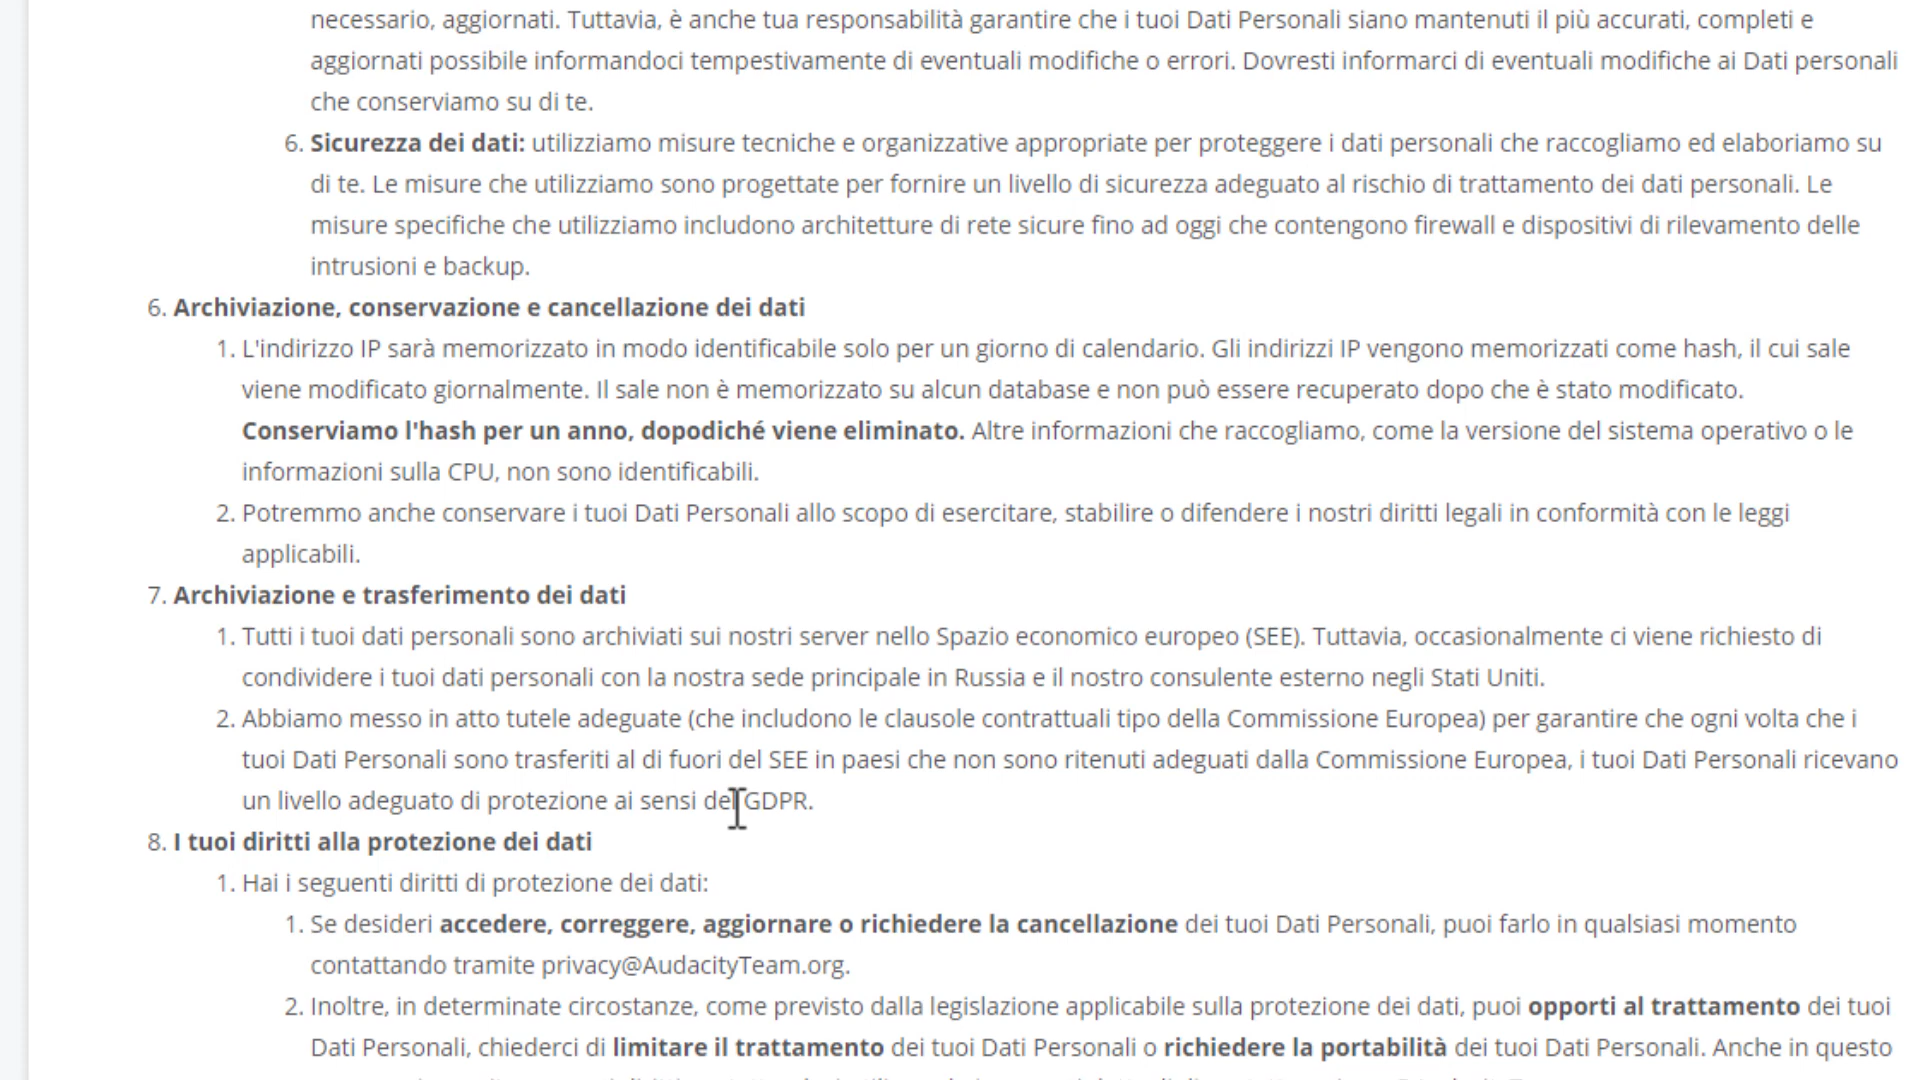 necessario, aggiornati. Tuttavia, è anche tua responsabilità garantire che i tuoi Dati Personali siano mantenuti il più accurati, completi e
aggiornati possibile informandoci tempestivamente di eventuali modifiche o errori. Dovresti informarci di eventuali modifiche ai Dati personali
che conserviamo su di te.
6. Sicurezza dei dati: utilizziamo misure tecniche e organizzative appropriate per proteggere i dati personali che raccogliamo ed elaboriamo su
di te. Le misure che utilizziamo sono progettate per fornire un livello di sicurezza adeguato al rischio di trattamento dei dati personali. Le
misure specifiche che utilizziamo includono architetture di rete sicure fino ad oggi che contengono firewall e dispositivi di rilevamento delle
intrusioni e backup.
6. Archiviazione, conservazione e cancellazione dei dati
1. L'indirizzo IP sarà memorizzato in modo identificabile solo per un giorno di calendario. Gli indirizzi IP vengono memorizzati come hash, il cui sale
viene modificato giornalmente. Il sale non è memorizzato su alcun database e non può essere recuperato dopo che è stato modificato.
Conserviamo l'hash per un anno, dopodiché viene eliminato. Altre informazioni che raccogliamo, come la versione del sistema operativo o le
informazioni sulla CPU, non sono identificabili.
2. Potremmo anche conservare i tuoi Dati Personali allo scopo di esercitare, stabilire o difendere i nostri diritti legali in conformità con le leggi
applicabili.
7. Archiviazione e trasferimento dei dati
1. Tutti i tuoi dati personali sono archiviati sui nostri server nello Spazio economico europeo (SEE). Tuttavia, occasionalmente ci viene richiesto di
condividere i tuoi dati personali con la nostra sede principale in Russia e il nostro consulente esterno negli Stati Uniti.
2. Abbiamo messo in atto tutele adeguate (che includono le clausole contrattuali tipo della Commissione Europea) per garantire che ogni volta che i
tuoi Dati Personali sono trasferiti al di fuori del SEE in paesi che non sono ritenuti adeguati dalla Commissione Europea, i tuoi Dati Personali ricevano
un livello adeguato di protezione ai sensi del GDPR.
8. I tuoi diritti alla protezione dei dati
1. Hai i seguenti diritti di protezione dei dati:
1. Se desideri accedere, correggere, aggiornare o richiedere la cancellazione dei tuoi Dati Personali, puoi farlo in qualsiasi momento
contattando tramite privacy@AudacityTeam.org.
2. Inoltre, in determinate circostanze, come previsto dalla legislazione applicabile sulla protezione dei dati, puoi opporti al trattamento dei tuoi
Dati Personali, chiederci di limitare il trattamento dei tuoi Dati Personali o richiedere la portabilità dei tuoi Dati Personali. Anche in questo